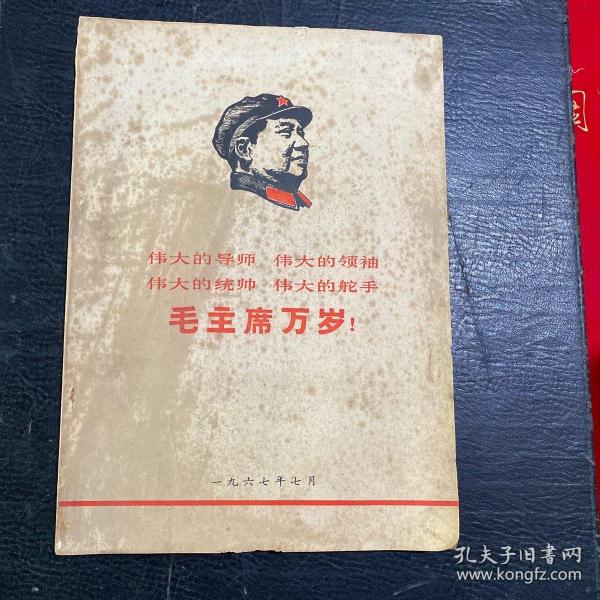 伟大的导师 伟大的领袖
伟大的统帅 伟大的舵手
毛主席万岁！
一九六七年七月
孔夫子旧書网
www.kongfz.com